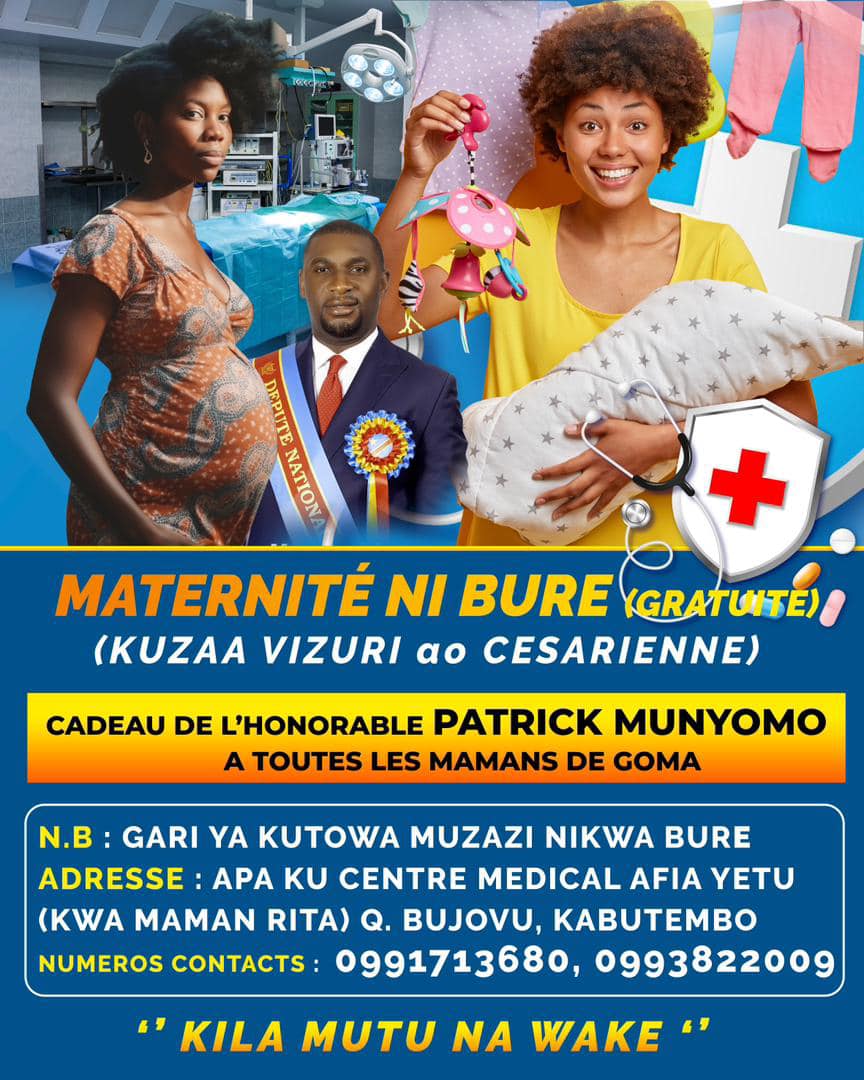 DEPUTE NATIONA
MATERNITÉ NI BURE (GRATUITÉ)
(KUZAA VIZURI ao CESARIENNE)
CADEAU DE L'HONORABLE PATRICK MUNYOMO
A TOUTES LES MAMANS DE GOMA
N.B : GARI YA KUTOWA MUZAZI NIKWA BURE
ADRESSE : APA KU CENTRE MEDICAL AFIA YETU
(KWA MAMAN RITA) Q. BUJOVU, KABUTEMBO
NUMEROS CONTACTS : 0991713680, 0993822009
‘’ KILA MUTU NA WAKE ‘’